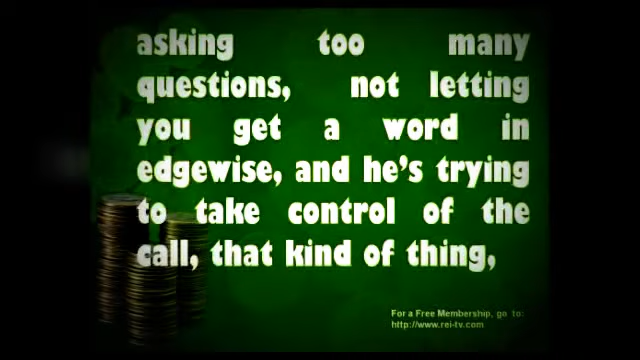 asking too many
questions, not letting
you get a word in
edgewise, and he's trying
to take control of the
call, that kind of thing,
For a Free Membership, go to:
http://www.rei-tv.com